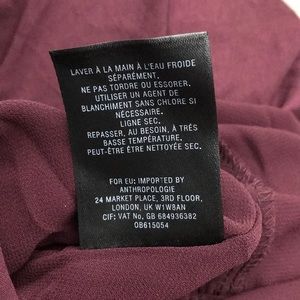 LAVER À LA MAIN À L'EAU FROIDE
SÉPARÉMENT.
NE PAS TORDRE OU ESSORER.
UTILISER UN AGENT DE
BLANCHIMENT SANS CHLORE SI
NÉCESSAIRE.
LIGNE SEC.
REPASSER, AU BESOIN, À TRÈS
BASSE TEMPÉRATURE.
PEUT-ÊTRE ÊTRE NETTOYÉE SEC.
FOR EU: IMPORTED BY
ANTHROPOLOGIE
24 MARKET PLACE, 3RD FLOOR,
LONDON, UK W1W8AN
CIF: VAT No. GB 684936382
OB615054